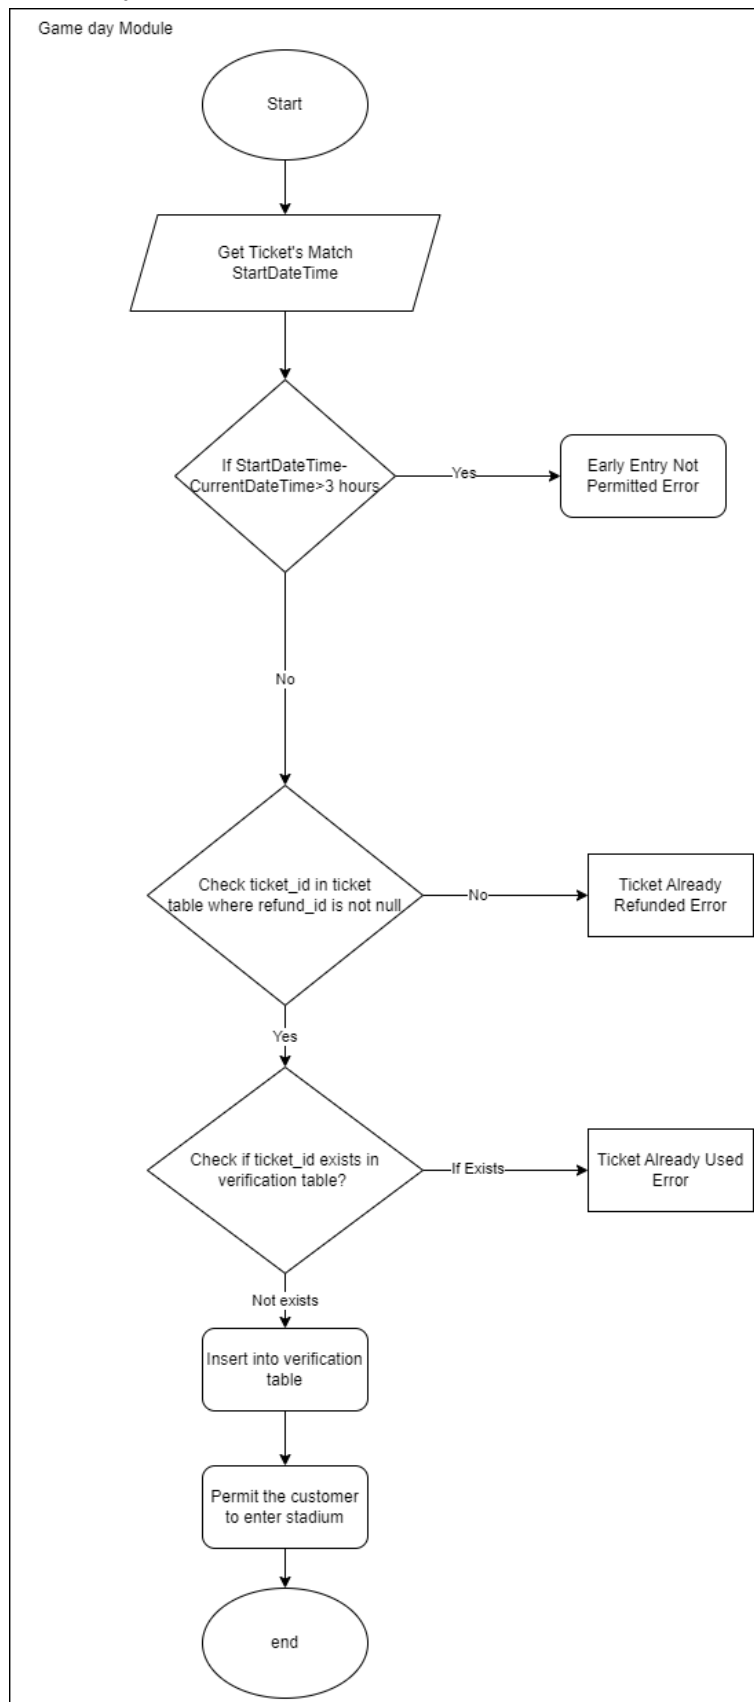 Game day Module
Start
Get Ticket's Match
StartDateTime
If StartDateTime-
CurrentDateTime>3 hours
Yes
Early Entry Not
Permitted Error
No
Check ticket_id in ticket
table where refund_id is not null
No
Ticket Already
Refunded Error
Yes
Check if ticket_id exists in
verification table?
If Exists
Ticket Already Used
Error
Not exists
Insert into verification
table
Permit the customer
to enter stadium
end